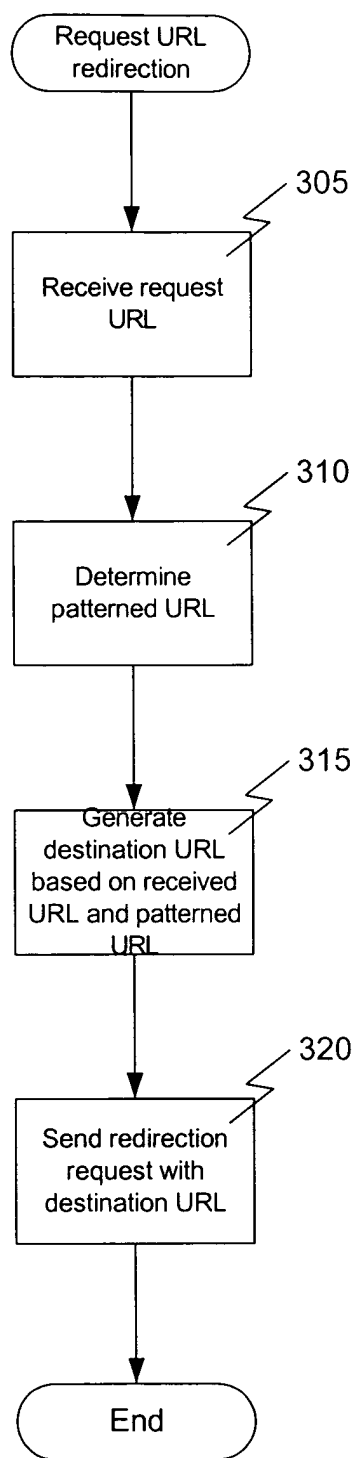 Request URL
redirection
305
Receive request
URL
310
Determine
patterned URL
315
Generate
destination URL
based on received
URL and patterned
URL
320
Send redirection
request with
destination URL
End